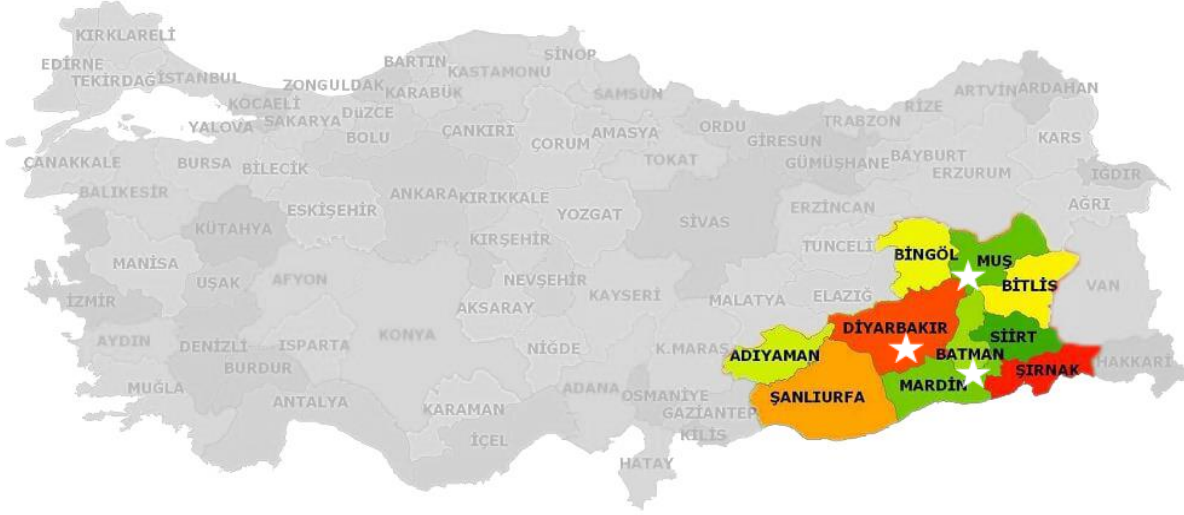 KIRKLARELİ
EDİRNE
TEKİRDAĞ
İSTANBUL
ZONGULDAK
BARTIN
KARABÜK
KASTAMONU
SİNOP
SAMSUN
ARTVİN
ARDAHAN
RİZE
TRABZON
ORDU
GİRESUN
KOCAELİ
YALOVA
SAKARYA
DüZCE
BOLU
ÇANKIRI
ÇORUM
AMASYA
TOKAT
GÜMÜŞHANE
BAYBURT
ERZURUM
KARS
IĞDIR
AĞRI
ÇANAKKALE
BURSA
BİLECİK
BALIKESİR
ESKİŞEHİR
ANKARA
KIRIKKALE
YOZGAT
SİVAS
ERZİNCAN
KÜTAHYA
KIRŞEHİR
TUNCELİ
BİNGÖL
MUŞ
MANİSA
UŞAK
AFYON
NEVŞEHİR
KAYSERİ
MALATYA
ELAZIĞ
BİTLİS
VAN
İZMİR
AKSARAY
KONYA
DİYARBAKIR
SİİRT
AYDIN
DENİZLİ
ISPARTA
NİĞDE
K.MARAŞ
ADIYAMAN
BATMAN
BURDUR
ŞIRNAK
HAKKARİ
MUĞLA
ANTALYA
KARAMAN
ADANA
OSMANİYE
ŞANLIURFA
MARDİN
GAZİANTEP
İÇEL
KİLİS
HATAY